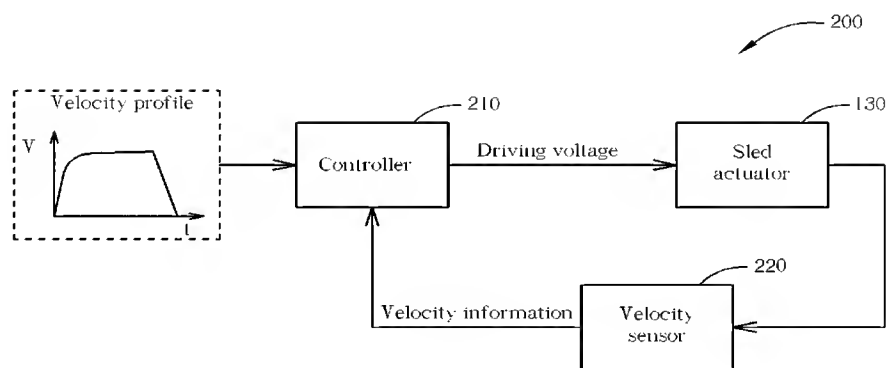 200
Velocity profile
V
t
210
Controller
Driving voltage
130
Sled
actuator
220
Velocity information
Velocity
sensor